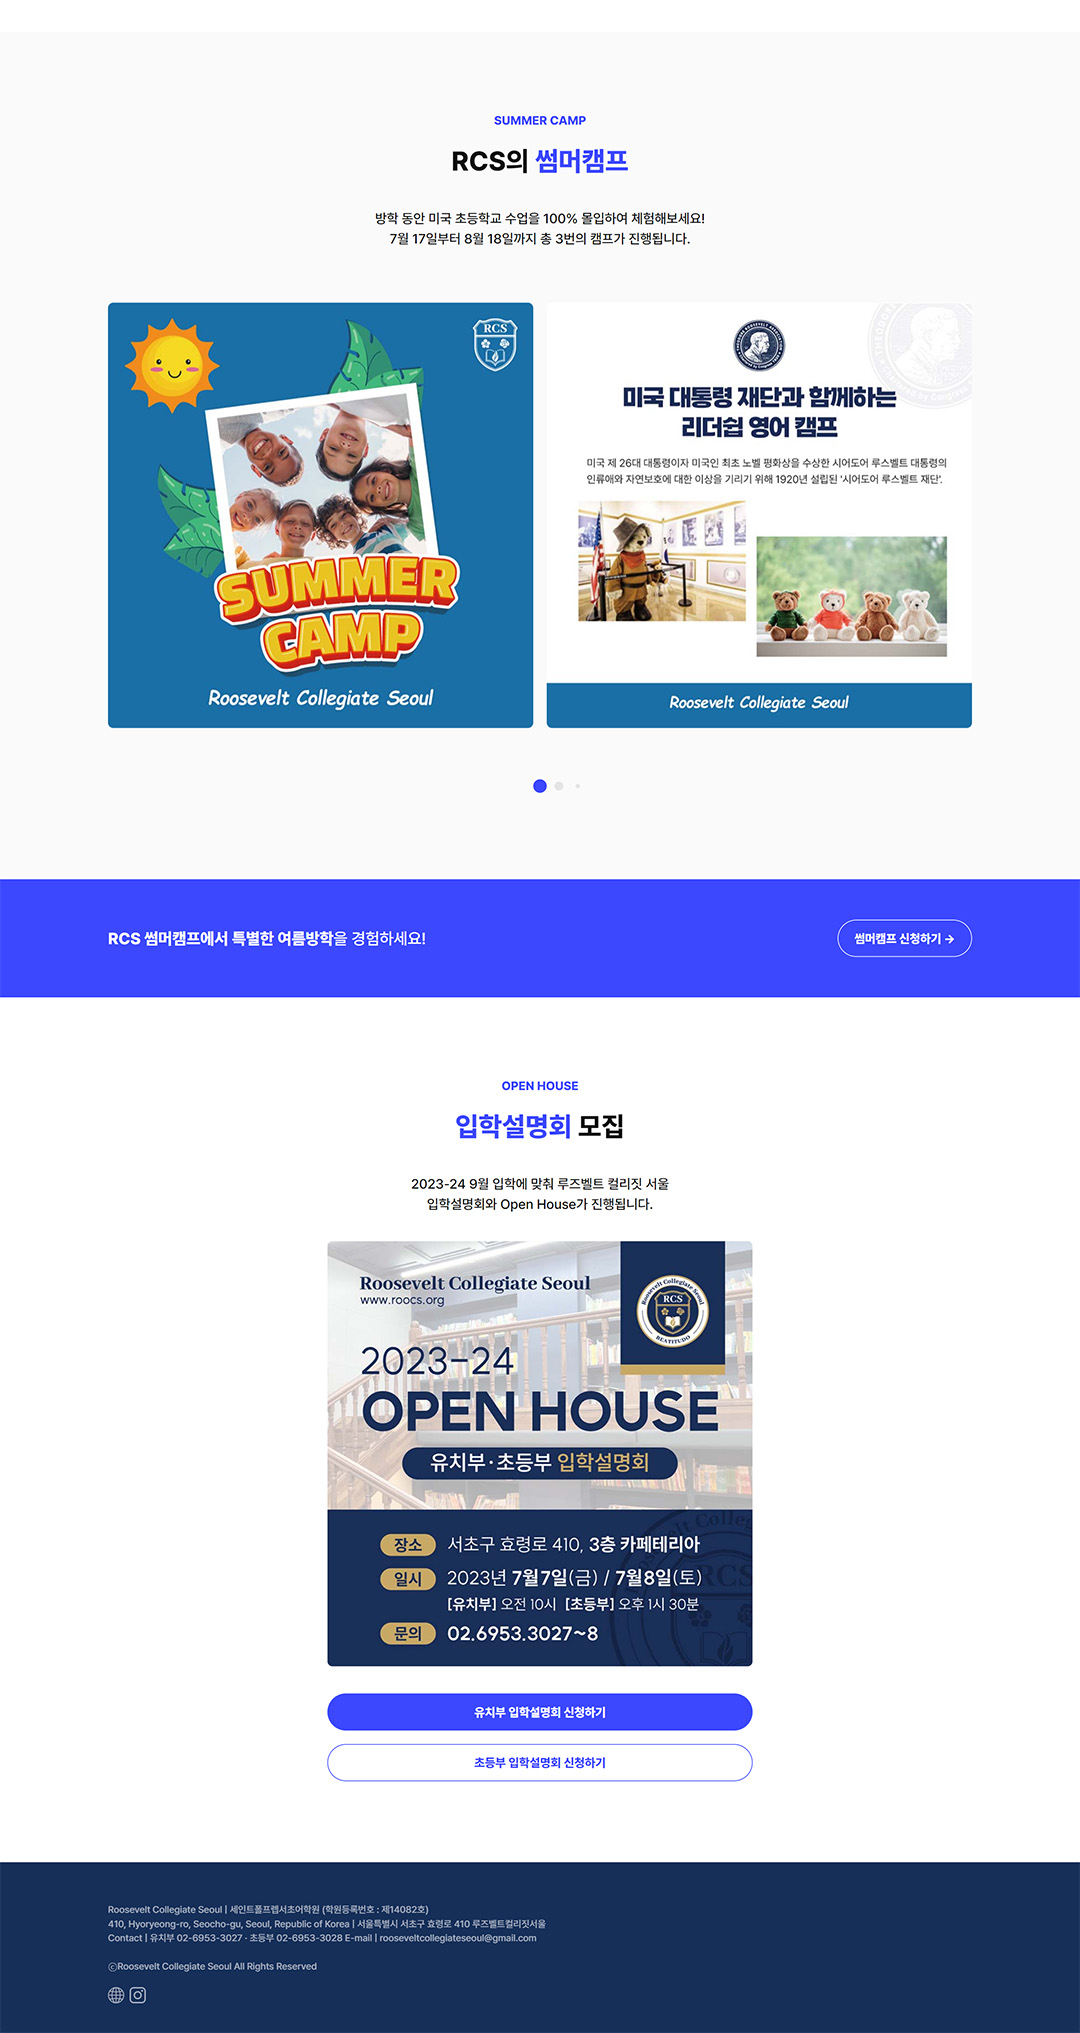 SUMMER CAMP
RCS의 썸머캠프
방학 동안 미국 초등학교 수업을 100% 몰입하여 체험해보세요!
7월 17일부터 8월 18일까지 총 3번의 캠프가 진행됩니다.
RCS
SUMMER
CAMP
Roosevelt Collegiate Seoul
미국 대통령 재단과 함께하는
리더쉽 영어 캠프
미국 제 26대 대통령이자 미국인 최초 노벨 평화상을 수상한 시어도어 루스벨트 대통령의
인류애와 자연보호에 대한 이상을 기리기 위해 1920년 설립된 '시어도어 루스벨트 재단'.
Roosevelt Collegiate Seoul
RCS 썸머캠프에서 특별한 여름방학을 경험하세요!
썸머캠프 신청하기 →
OPEN HOUSE
입학설명회 모집
2023-24 9월 입학에 맞춰 루즈벨트 컬리짓 서울
입학설명회와 Open House가 진행됩니다.
Roosevelt Collegiate Seoul
www.roocs.org
Roosevelt Collegiate Seoul
RCS
BEATITUDO
2023-24
OPEN HOUSE
유치부·초등부 입학설명회
장소 서초구 효령로 410, 3층 카페테리아
일시 2023년 7월7일(금) / 7월8일(토)
[유치부] 오전 10시 [초등부] 오후 1시 30분
문의 02.6953.3027~8
유치부 입학설명회 신청하기
초등부 입학설명회 신청하기
Roosevelt Collegiate Seoul | 세인트폴프렙서초어학원 (학원등록번호 : 제14082호)
410, Hyoryeong-ro, Seocho-gu, Seoul, Republic of Korea | 서울특별시 서초구 효령로 410 루즈벨트컬리짓서울
Contact | 유치부 02-6953-3027 · 초등부 02-6953-3028 E-mail | rooseveltcollegiateseoul@gmail.com
ⓒRoosevelt Collegiate Seoul All Rights Reserved